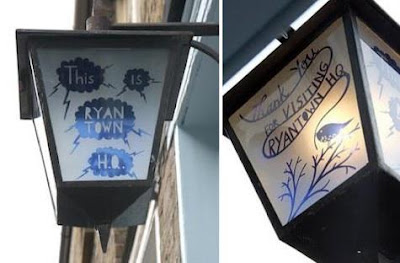 This is
RYAN
TOWN
H.Q.
Thank You
FOR VISITING
RYANTOWN HQ